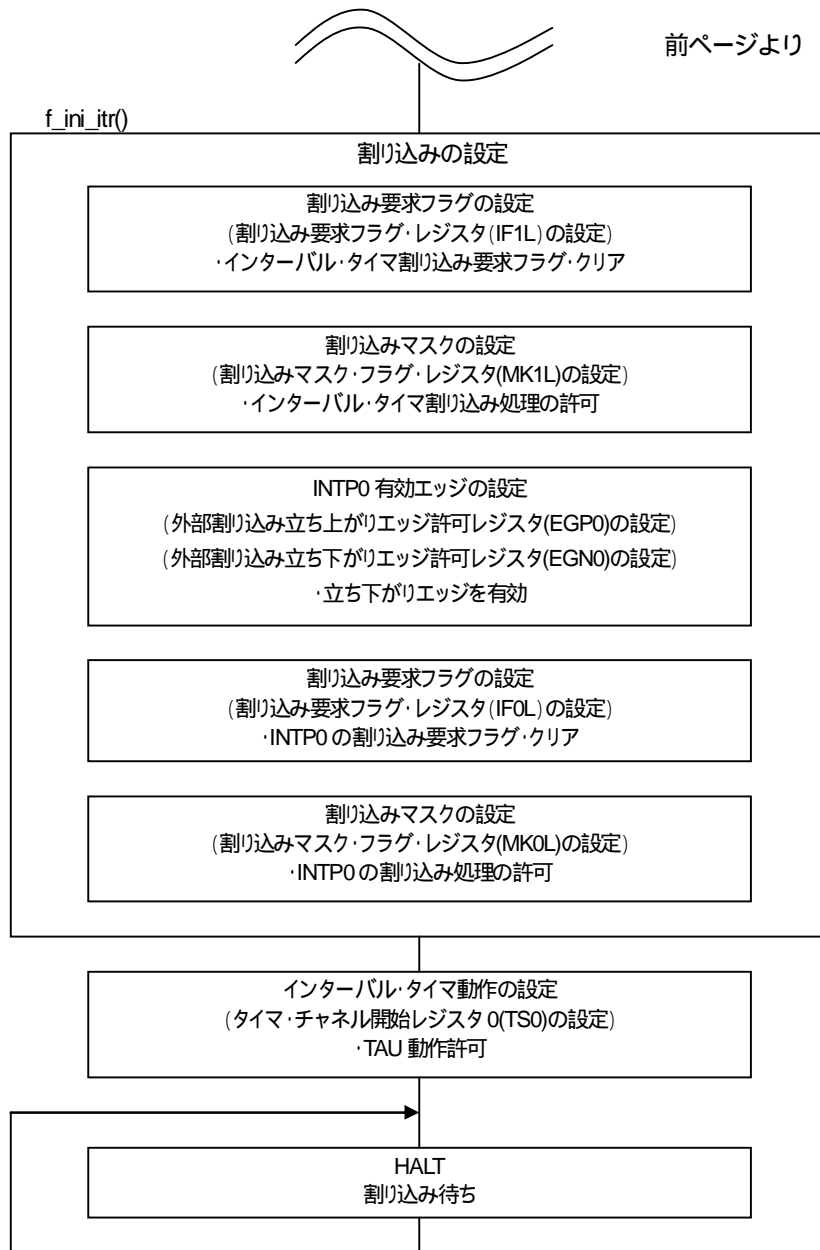 前ページより
f_ini_itr()
割り込みの設定
割り込み要求フラグの設定
(割り込み要求フラグ・レジスタ(IF1L)の設定)
・インターバル・タイマ割り込み要求フラグ・クリア
割り込みマスクの設定
(割り込みマスク・フラグ・レジスタ(MK1L)の設定)
・インターバル・タイマ割り込み処理の許可
INTP0 有効エッジの設定
(外部割り込み立ち上がりエッジ許可レジスタ(EGP0)の設定)
(外部割り込み立ち下がりエッジ許可レジスタ(EGN0)の設定)
・立ち下がりエッジを有効
割り込み要求フラグの設定
(割り込み要求フラグ・レジスタ(IF0L)の設定)
・INTP0 の割り込み要求フラグ・クリア
割り込みマスクの設定
(割り込みマスク・フラグ・レジスタ(MK0L)の設定)
・INTP0 の割り込み処理の許可
インターバル・タイマ動作の設定
(タイマ・チャネル開始レジスタ 0(TS0)の設定)
・TAU 動作許可
HALT
割り込み待ち